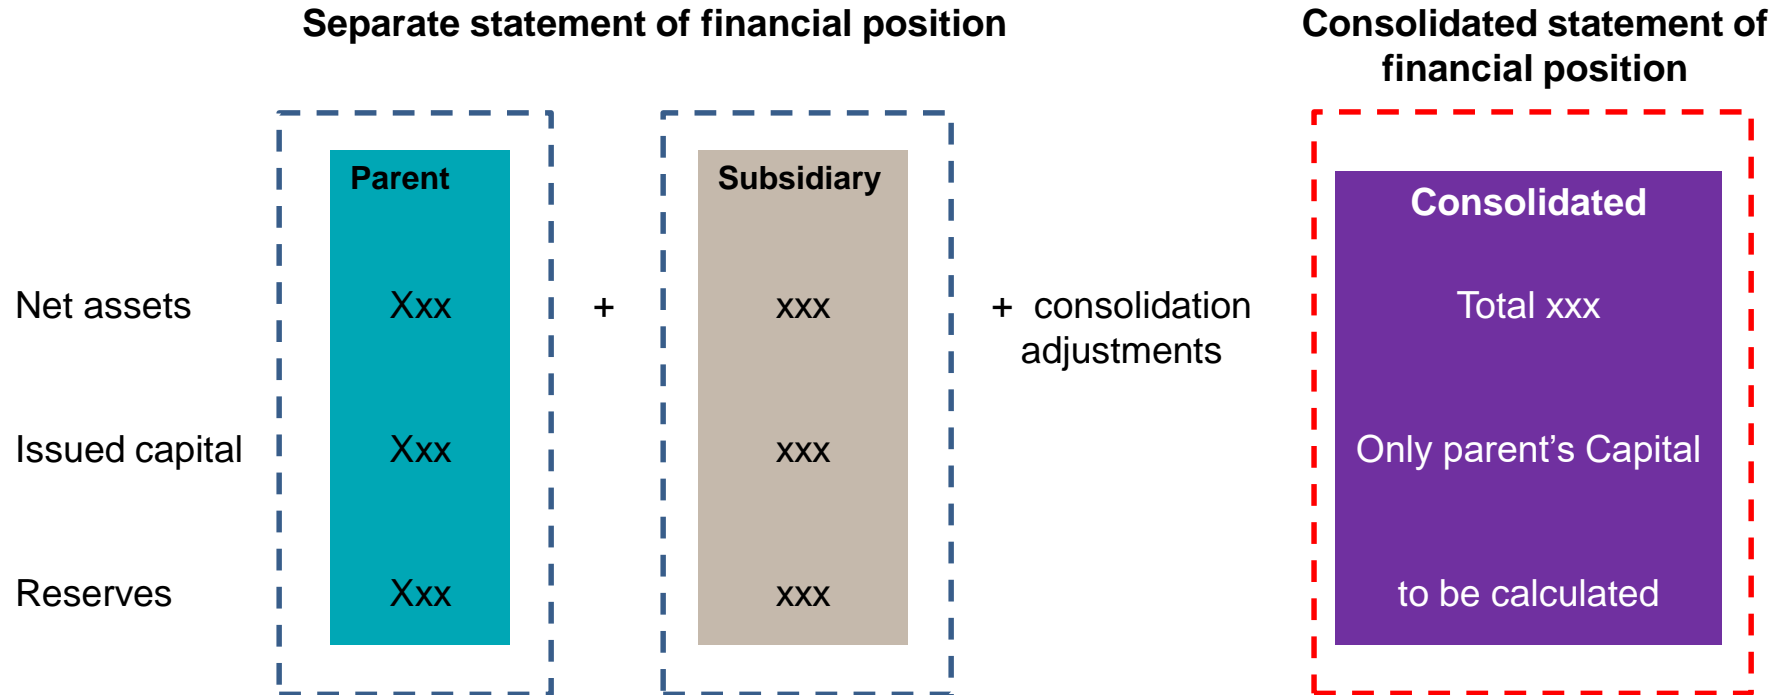 Separate statement of financial position
Consolidated statement of
financial position
Parent
Subsidiary
Consolidated
Net assets
Xxx
+
xxx
+ consolidation
adjustments
Total xxx
Issued capital
Xxx
xxx
Only parent’s Capital
Reserves
Xxx
xxx
to be calculated